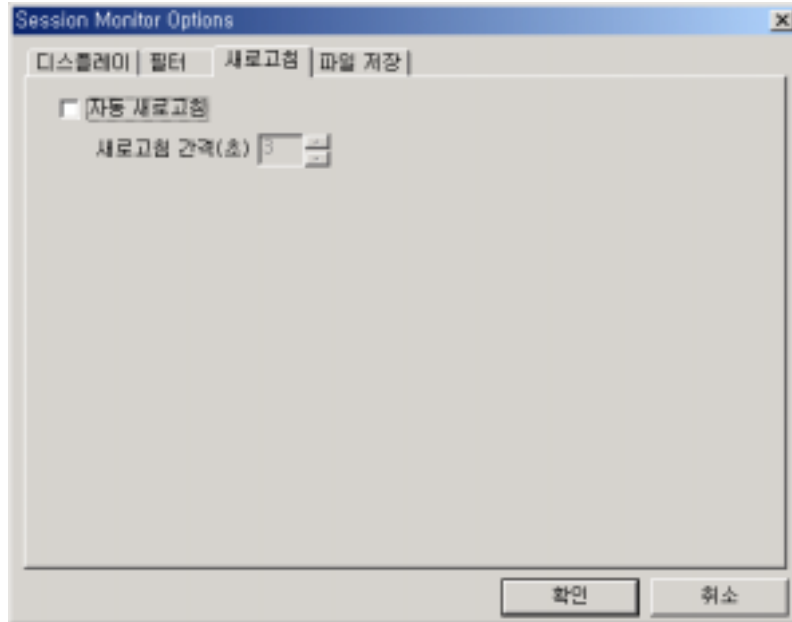 Session Monitor Options
디스플레이 필터 새로고침 파일 저장
자동 새로고침
새로고침 간격(초) 3
확인 취소